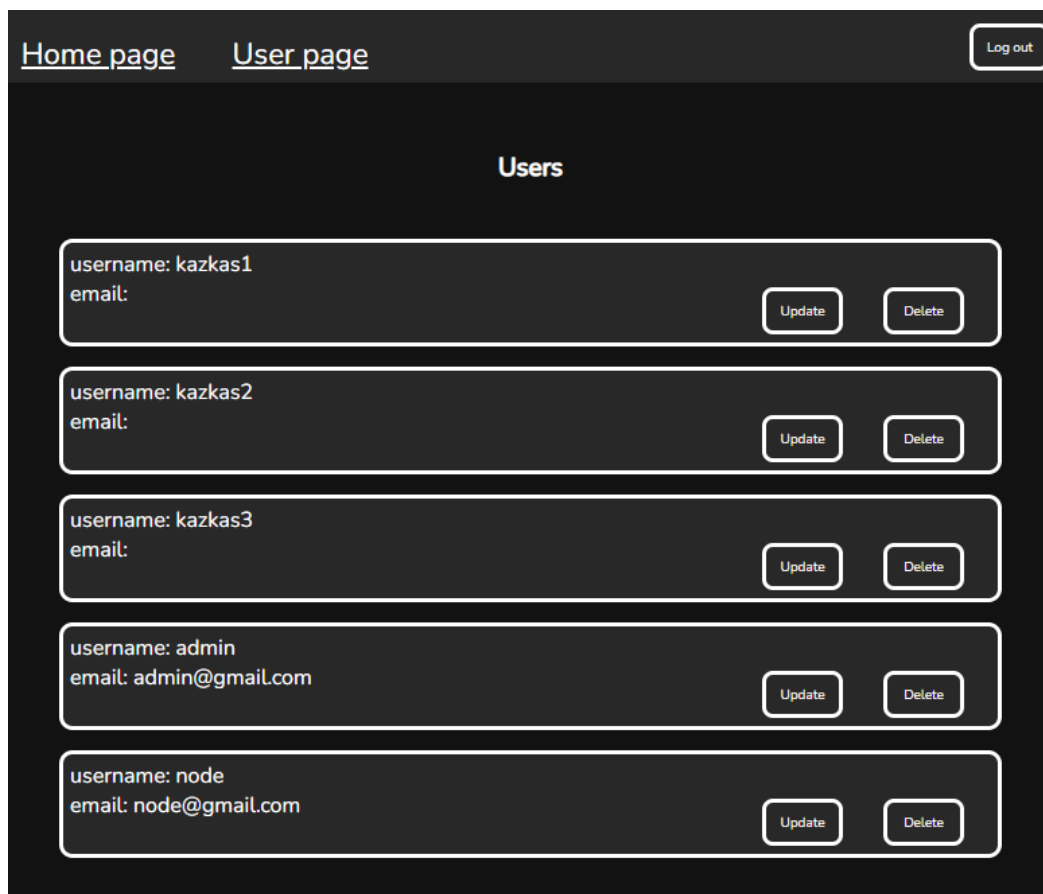 Home page User page Log out
Users
username: kazkas1
email:
Update Delete
username: kazkas2
email:
Update Delete
username: kazkas3
email:
Update Delete
username: admin
email: admin@gmail.com
Update Delete
username: node
email: node@gmail.com
Update Delete